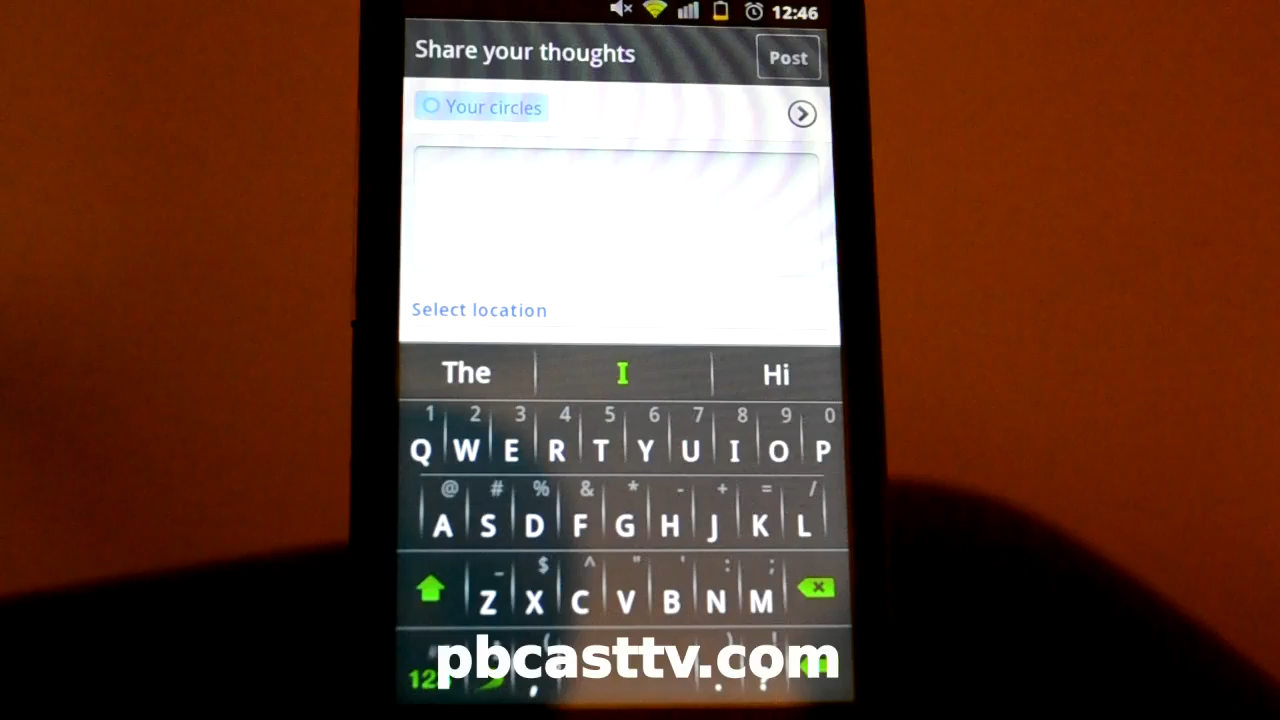 12:46
Share your thoughts
Post
Your circles
Select location
The I Hi
1 2 3 4 5 6 7 8 9 0
Q W E R T Y U I O P
@ # % & * - + = /
A S D F G H J K L
_ $ ^ " ' : ;
Z X C V B N M
( ) !
pbcasttv.com
12 , . ?